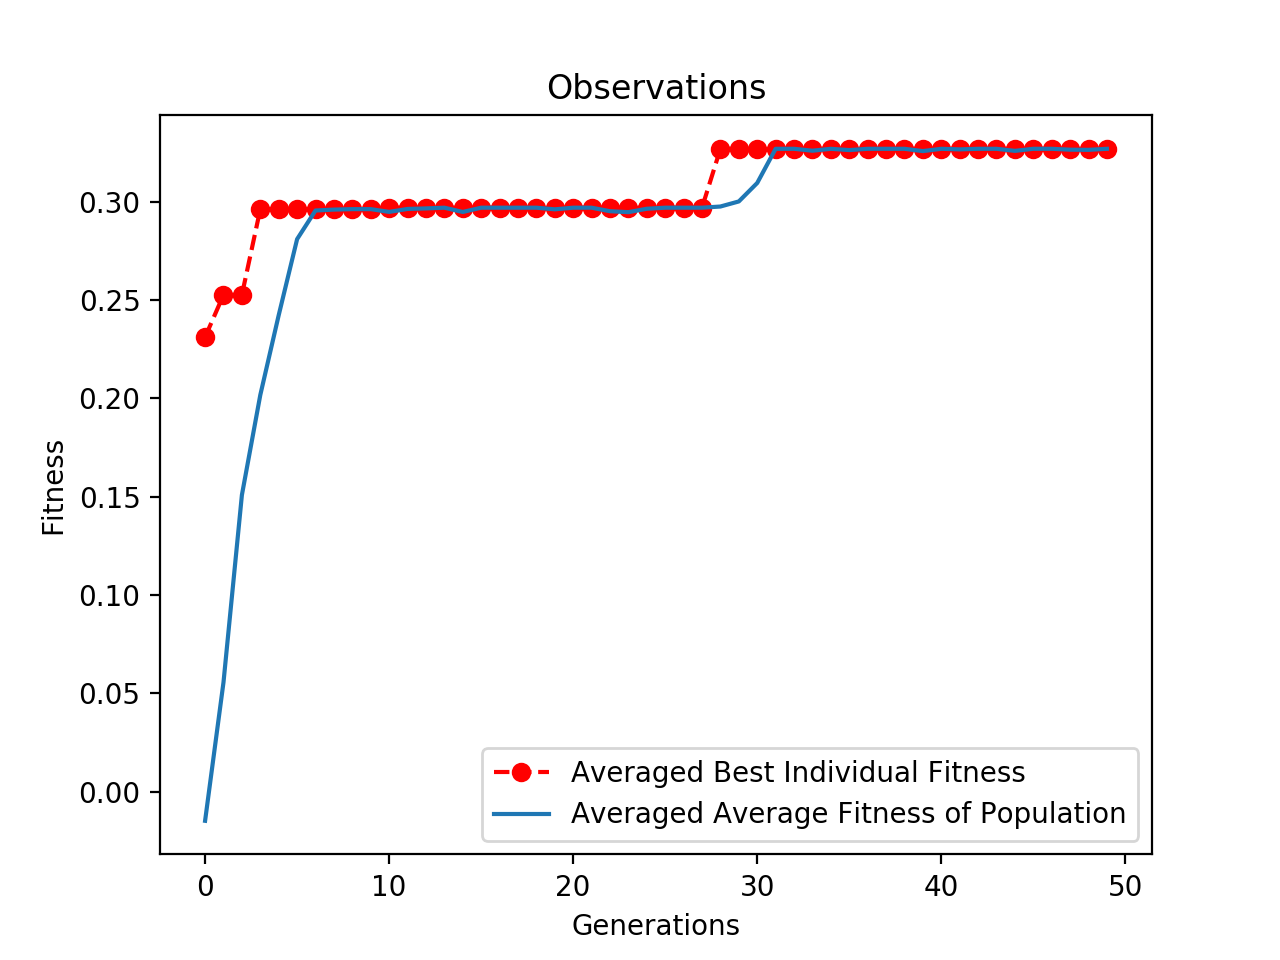 Observations
0.30
0.25
0.20
0.15
0.10
0.05
0.00
Fitness
Averaged Best Individual Fitness
Averaged Average Fitness of Population
0 10 20 30 40 50
Generations